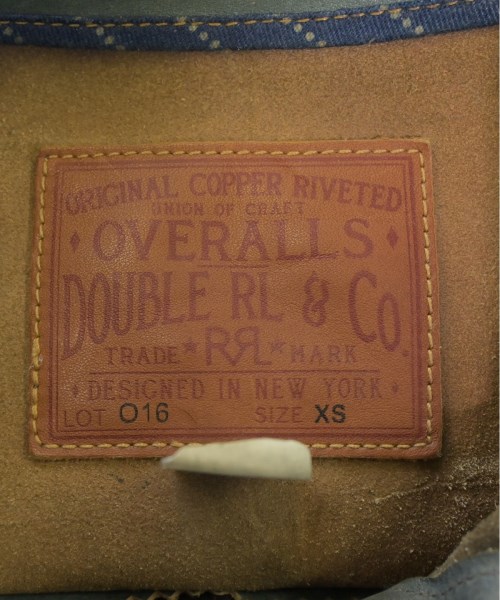 ORIGINAL COPPER RIVETED
UNION OF CRAFT
OVERALLS
DOUBLE RL & CO.
TRADE ★ RRL ★ MARK
DESIGNED IN NEW YORK
LOT 016 SIZE XS